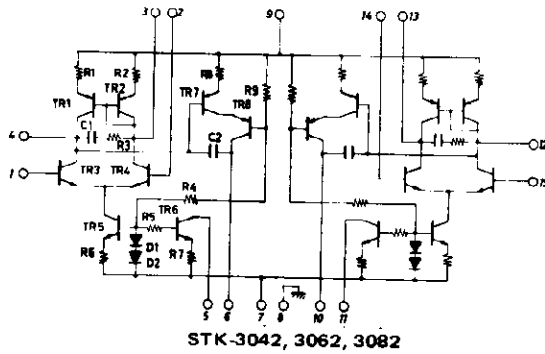 3 2 9 14 13
R1 R2 R8 R9
TR1 TR2 TR7 TR8
4 C1 R3 C2 12
1 TR3 TR4 15
R4
TR5 R5 TR6
R6 D1 R7
D2
5 6 7 8 10 11
STK-3042, 3062, 3082